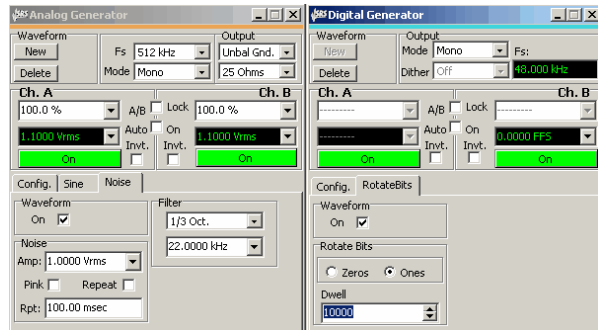 SRS Analog Generator
Waveform
New
Delete
Fs 512 kHz
Mode Mono
Output
Unbal Gnd.
25 Ohms
Ch. A
Ch. B
100.0 %
A/B
Lock
100.0 %
1.1000 Vrms
Auto
On
1.1000 Vrms
Invt.
Invt.
On
On
Config.
Sine
Noise
Waveform
On
Filter
1/3 Oct.
22.0000 kHz
Noise
Amp: 1.0000 Vrms
Pink
Repeat
Rpt: 100.00 msec
SRS Digital Generator
Waveform
New
Delete
Output
Mode Mono
Fs:
Dither Off
48.000 kHz
Ch. A
Ch. B
---------
A/B
Lock
---------
---------
Auto
On
0.0000 FFS
Invt.
Invt.
On
On
Config.
RotateBits
Waveform
On
Rotate Bits
Zeros
Ones
Dwell
10000